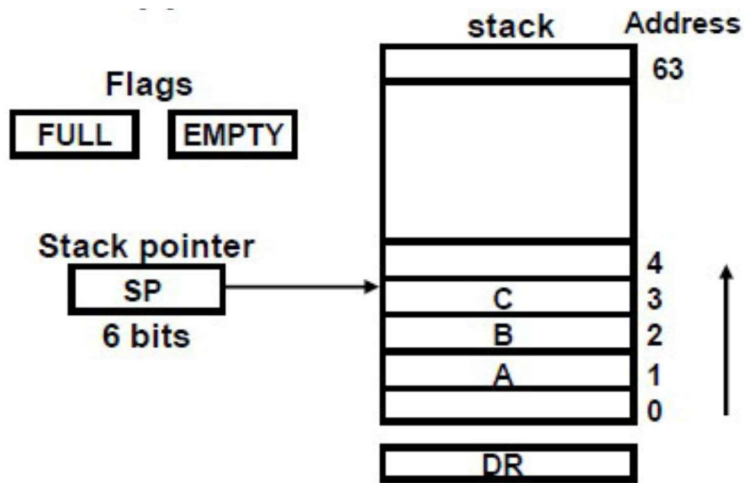 stack Address
63
Flags
FULL EMPTY
4
Stack pointer
SP
C 3
6 bits
B 2
A 1
0
DR